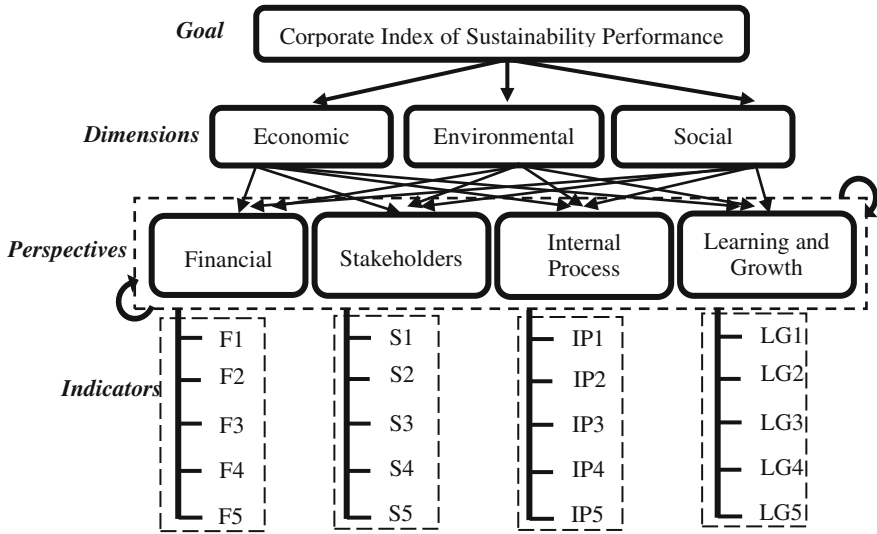 Goal
Corporate Index of Sustainability Performance
Dimensions
Economic
Environmental
Social
Perspectives
Financial
Stakeholders
Internal
Process
Learning and
Growth
Indicators
F1
F2
F3
F4
F5
S1
S2
S3
S4
S5
IP1
IP2
IP3
IP4
IP5
LG1
LG2
LG3
LG4
LG5